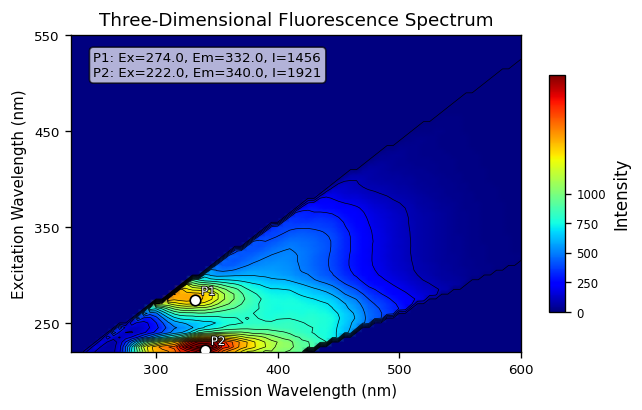 Three-Dimensional Fluorescence Spectrum
P1: Ex=274.0, Em=332.0, I=1456
P2: Ex=222.0, Em=340.0, I=1921
550
450
350
250
Excitation Wavelength (nm)
P1
P2
300
400
500
600
Emission Wavelength (nm)
1000
750
500
250
0
Intensity